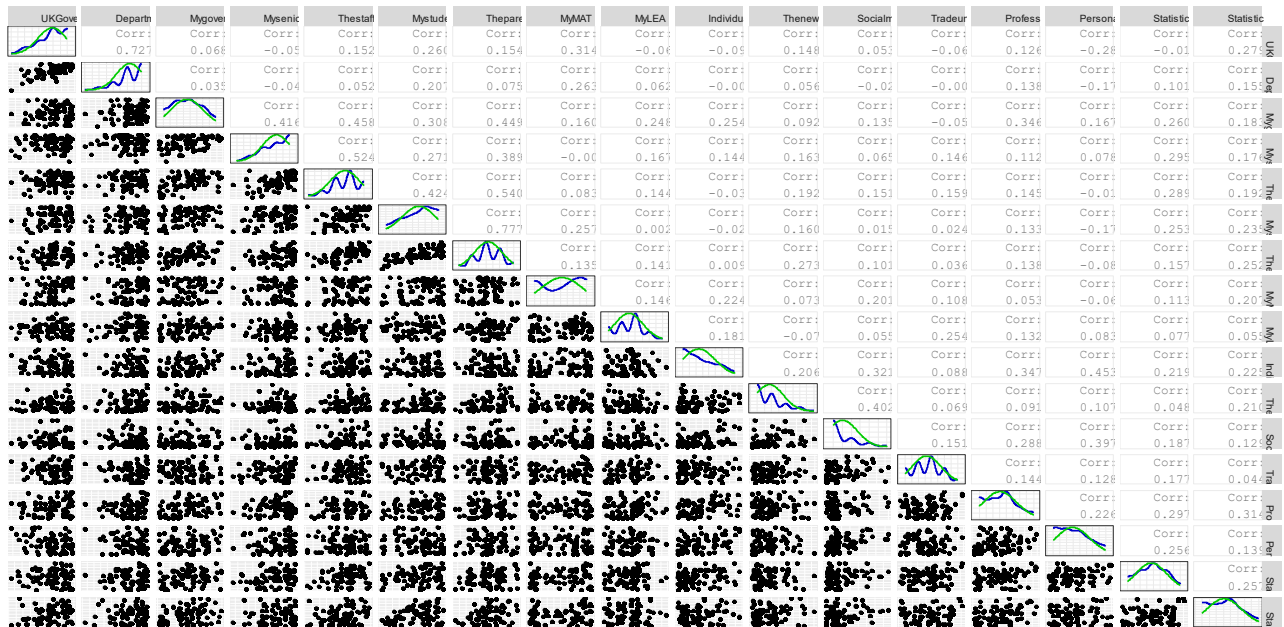 UKGove Departm Mygover Mysenio Thestaff Mystude Thepare MyMAT MyLEA Individu Thenew Socialm Tradeun Profess Persona Statistic Statistic
Corr: Corr: Corr: Corr: Corr: Corr: Corr: Corr: Corr: Corr: Corr: Corr: Corr: Corr: Corr: Corr:
0.727 0.068 -0.05 0.152 0.266 0.154 0.314 -0.06 0.105 0.148 0.053 -0.06 0.126 -0.28 -0.01 0.279
Corr: Corr: Corr: Corr: Corr: Corr: Corr: Corr: Corr: Corr: Corr: Corr: Corr: Corr: Corr:
0.035 -0.04 0.052 0.207 0.075 0.263 0.062 -0.00 0.056 -0.02 -0.00 0.138 -0.17 0.101 0.155
Corr: Corr: Corr: Corr: Corr: Corr: Corr: Corr: Corr: Corr: Corr: Corr: Corr: Corr:
0.416 0.458 0.308 0.449 0.160 0.248 0.254 0.092 0.135 -0.05 0.346 0.167 0.260 0.183
Corr: Corr: Corr: Corr: Corr: Corr: Corr: Corr: Corr: Corr: Corr: Corr: Corr:
0.524 0.271 0.389 -0.00 0.167 0.144 0.163 0.065 0.146 0.112 0.078 0.295 0.176
Corr: Corr: Corr: Corr: Corr: Corr: Corr: Corr: Corr: Corr: Corr: Corr:
0.424 0.540 0.083 0.144 -0.03 0.192 0.151 0.159 0.145 -0.01 0.289 0.192
Corr: Corr: Corr: Corr: Corr: Corr: Corr: Corr: Corr: Corr: Corr:
0.777 0.257 0.002 -0.02 0.160 0.015 0.024 0.133 -0.17 0.253 0.235
Corr: Corr: Corr: Corr: Corr: Corr: Corr: Corr: Corr: Corr:
0.135 0.141 0.009 0.273 0.101 0.036 0.138 -0.08 0.157 0.252
Corr: Corr: Corr: Corr: Corr: Corr: Corr: Corr: Corr:
0.146 0.224 0.073 0.201 0.108 0.053 -0.06 0.113 0.207
Corr: Corr: Corr: Corr: Corr: Corr: Corr: Corr:
0.181 -0.07 0.055 0.254 0.132 0.083 0.077 0.055
Corr: Corr: Corr: Corr: Corr: Corr: Corr:
0.206 0.321 0.088 0.347 0.453 0.219 0.225
Corr: Corr: Corr: Corr: Corr: Corr:
0.402 0.069 0.091 0.107 0.048 0.210
Corr: Corr: Corr: Corr: Corr:
0.151 0.288 0.397 0.187 0.129
Corr: Corr: Corr: Corr:
0.144 0.128 0.177 0.044
Corr: Corr: Corr:
0.226 0.297 0.314
Corr: Corr:
0.256 0.139
Corr:
0.257
The
The
Ind
The
Soc
Tra
Pro
Per
Sta
Sta